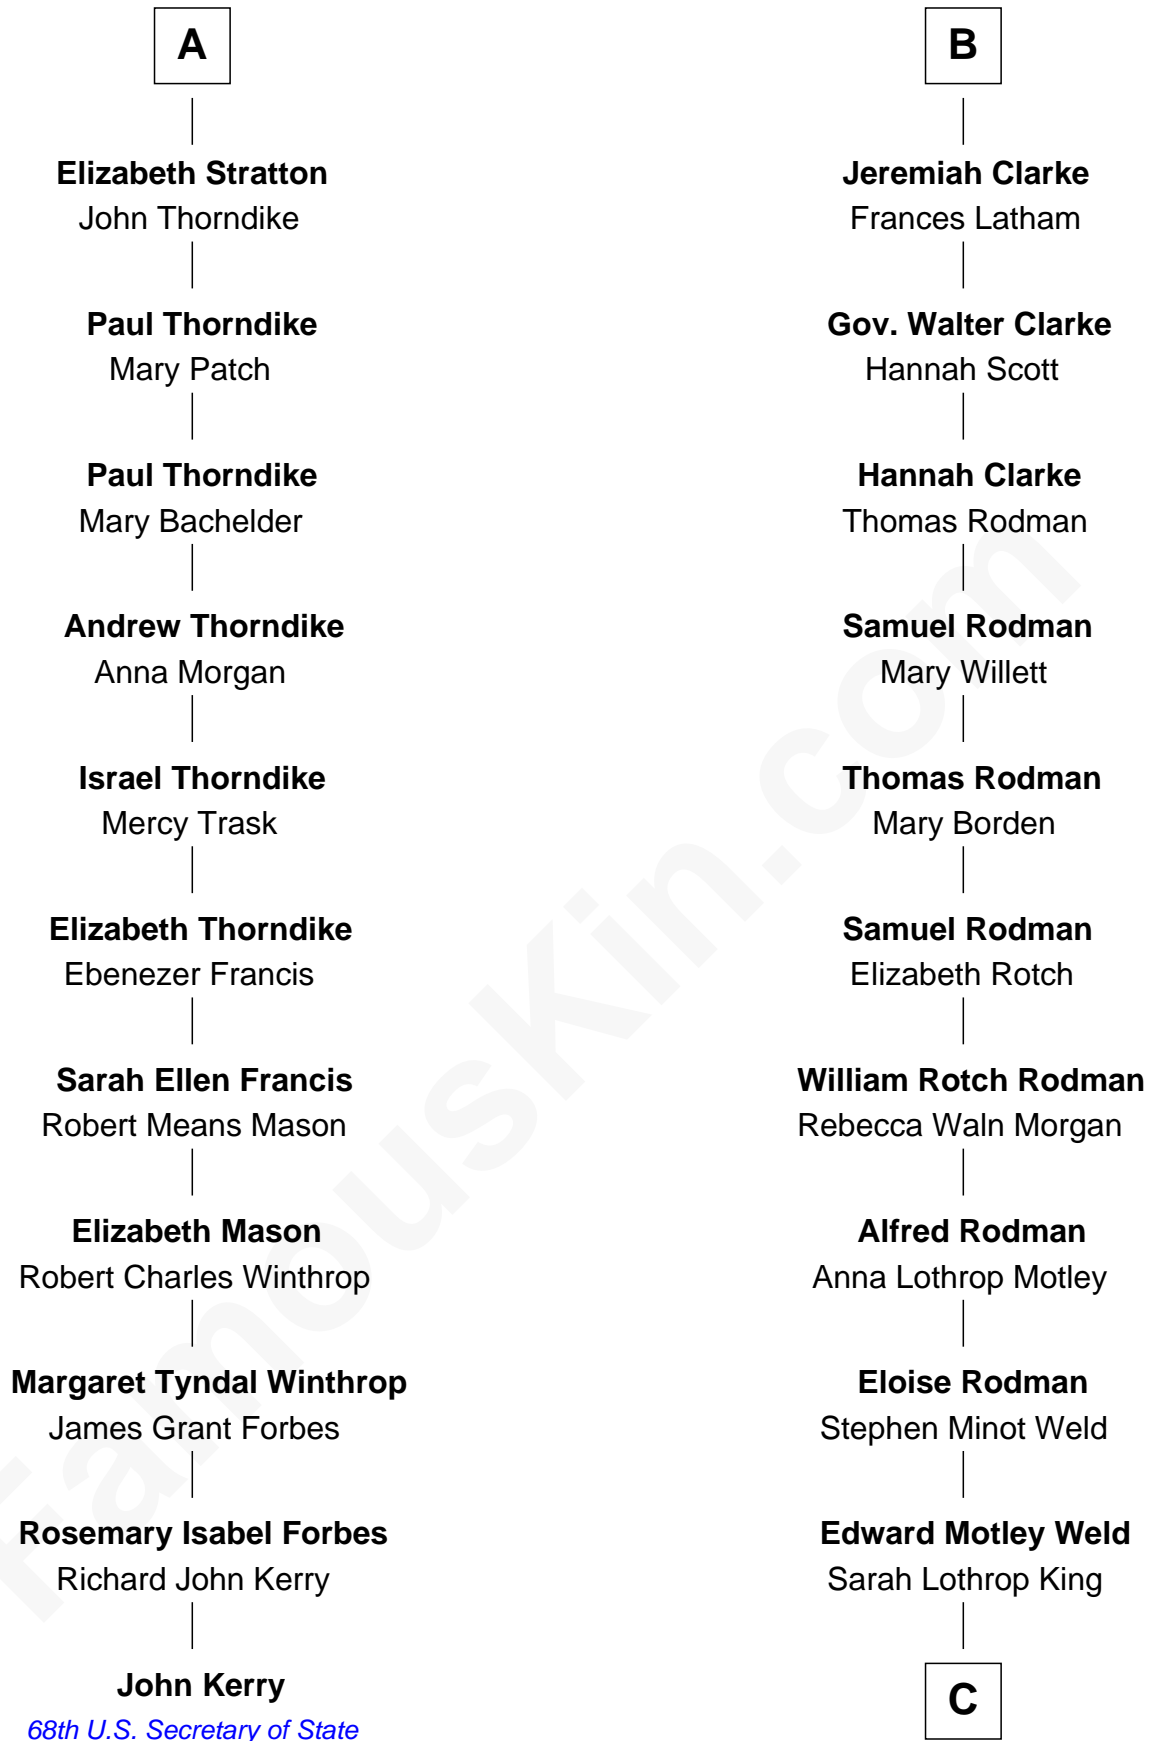 A
Elizabeth Stratton
John Thorndike
Paul Thorndike
Mary Patch
Paul Thorndike
Mary Bachelder
Andrew Thorndike
Anna Morgan
Israel Thorndike
Mercy Trask
Elizabeth Thorndike
Ebenezer Francis
Sarah Ellen Francis
Robert Means Mason
Elizabeth Mason
Robert Charles Winthrop
Margaret Tyndal Winthrop
James Grant Forbes
Rosemary Isabel Forbes
Richard John Kerry
John Kerry
68th U.S. Secretary of State
B
Jeremiah Clarke
Frances Latham
Gov. Walter Clarke
Hannah Scott
Hannah Clarke
Thomas Rodman
Samuel Rodman
Mary Willett
Thomas Rodman
Mary Borden
Samuel Rodman
Elizabeth Rotch
William Rotch Rodman
Rebecca Waln Morgan
Alfred Rodman
Anna Lothrop Motley
Eloise Rodman
Stephen Minot Weld
Edward Motley Weld
Sarah Lothrop King
C
FamousKin.com